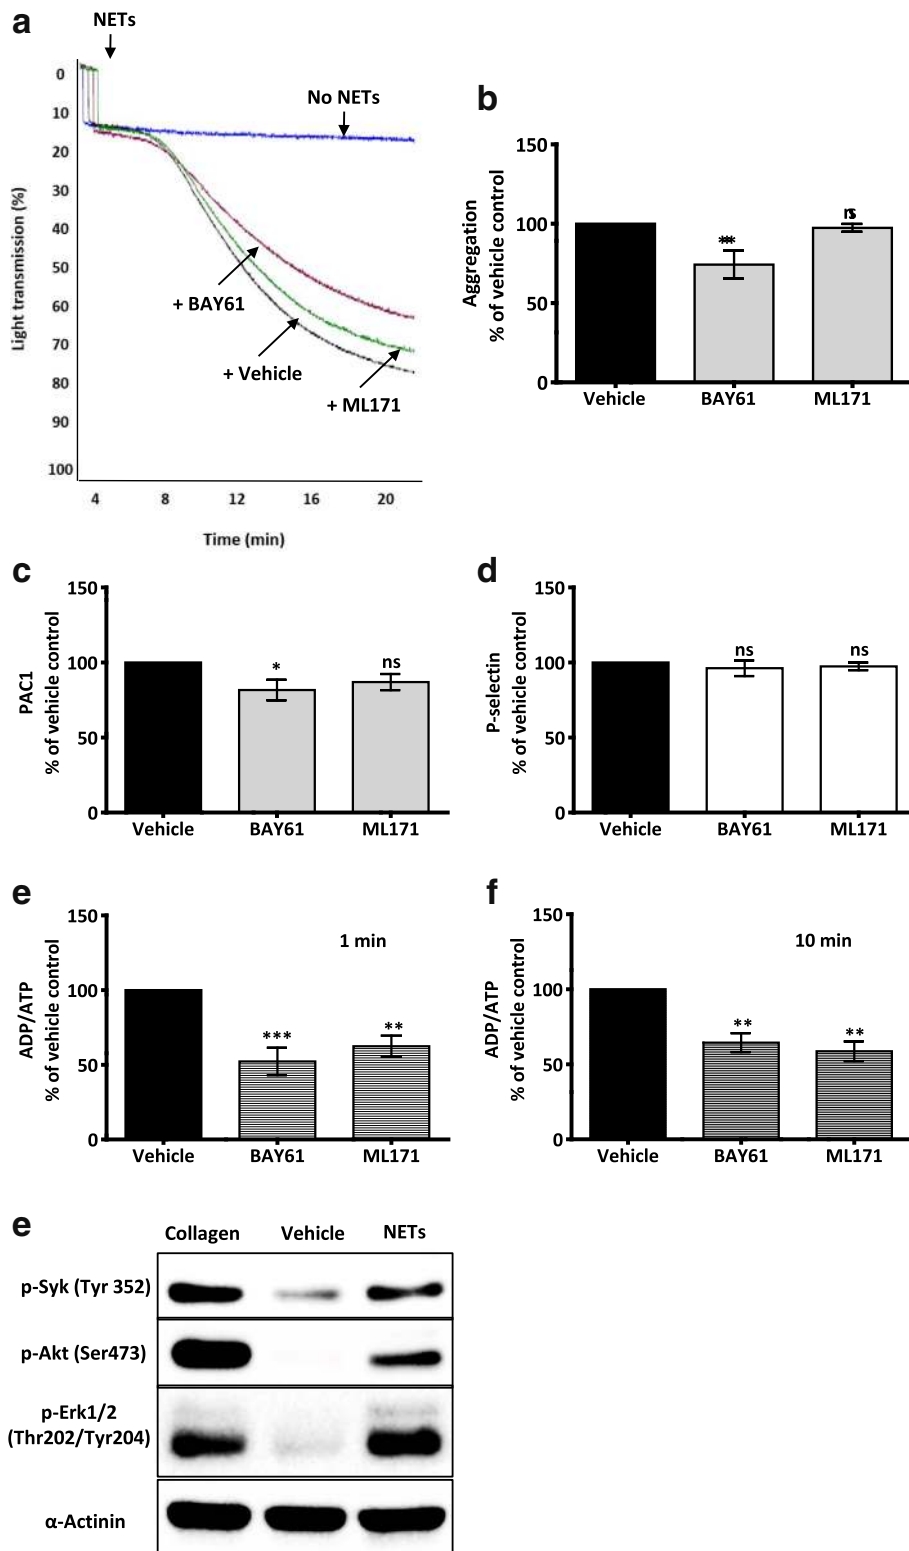 a
NETs
No NETs
0
10
20
30
40
50
60
70
80
90
100
Light transmission (%)
+ BAY61
+ Vehicle
+ ML171
4 8 12 16 20
Time (min)
b
150
100
50
0
Aggregation
% of vehicle control
**
ns
Vehicle BAY61 ML171
c
150
100
50
0
PAC1
% of vehicle control
*
ns
Vehicle BAY61 ML171
d
150
100
50
0
P-selectin
% of vehicle control
ns
ns
Vehicle BAY61 ML171
e
150
100
50
0
ADP/ATP
% of vehicle control
1 min
***
**
Vehicle BAY61 ML171
f
150
100
50
0
ADP/ATP
% of vehicle control
10 min
**
**
Vehicle BAY61 ML171
e
Collagen Vehicle NETs
p-Syk (Tyr 352)
p-Akt (Ser473)
p-Erk1/2
(Thr202/Tyr204)
α-Actinin